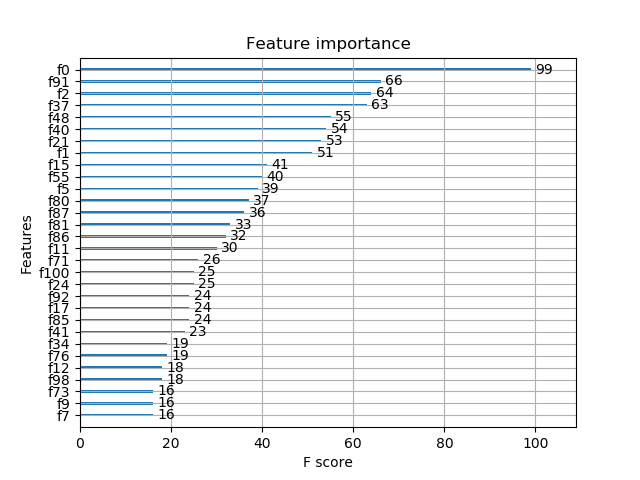 Feature importance
f0 99
f91 66
f2 64
f37 63
f48 55
f40 54
f21 53
f1 51
f15 41
f55 40
f5 39
f80 37
f87 36
f81 33
f86 32
f11 30
f71 26
f100 25
f24 25
f92 24
f17 24
f85 24
f41 23
f34 19
f76 19
f12 18
f98 18
f73 16
f9 16
f7 16
Features
0 20 40 60 80 100
F score